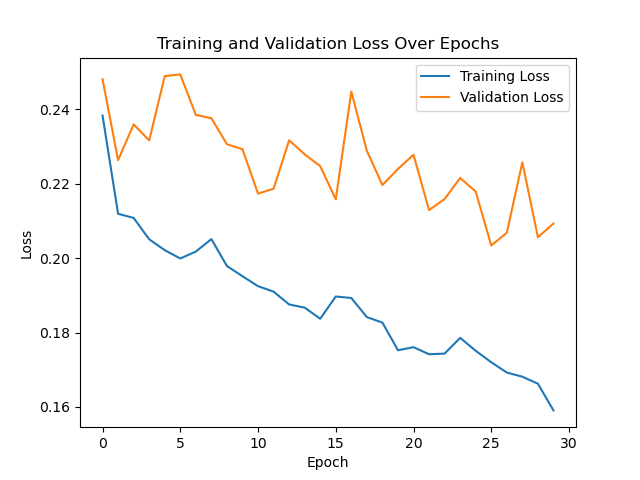 Training and Validation Loss Over Epochs
Training Loss
Validation Loss
0.24
0.22
0.20
0.18
0.16
Loss
0 5 10 15 20 25 30
Epoch